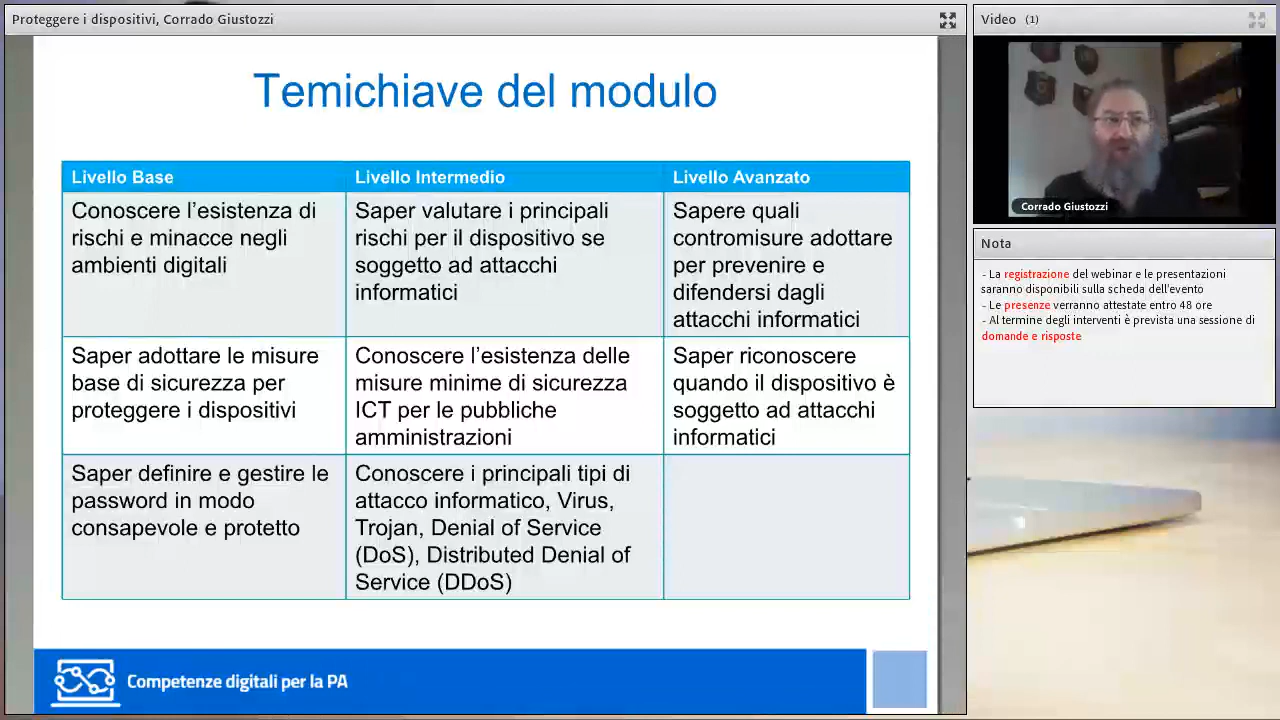 Proteggere i dispositivi, Corrado Giustozzi
Temichiave del modulo
Livello Base
Livello Intermedio
Livello Avanzato
Conoscere l'esistenza di
rischi e minacce negli
ambienti digitali
Saper valutare i principali
rischi per il dispositivo se
soggetto ad attacchi
informatici
Sapere quali
contromisure adottare
per prevenire e
difendersi dagli
attacchi informatici
Saper adottare le misure
base di sicurezza per
proteggere i dispositivi
Conoscere l'esistenza delle
misure minime di sicurezza
ICT per le pubbliche
amministrazioni
Saper riconoscere
quando il dispositivo è
soggetto ad attacchi
informatici
Saper definire e gestire le
password in modo
consapevole e protetto
Conoscere i principali tipi di
attacco informatico, Virus,
Trojan, Denial of Service
(DoS), Distributed Denial of
Service (DDoS)
Competenze digitali per la PA
Video (1)
Corrado Giustozzi
Nota
- La registrazione del webinar e le presentazioni
saranno disponibili sulla scheda dell'evento
- Le presenze verranno attestate entro 48 ore
- Al termine degli interventi è prevista una sessione di
domande e risposte